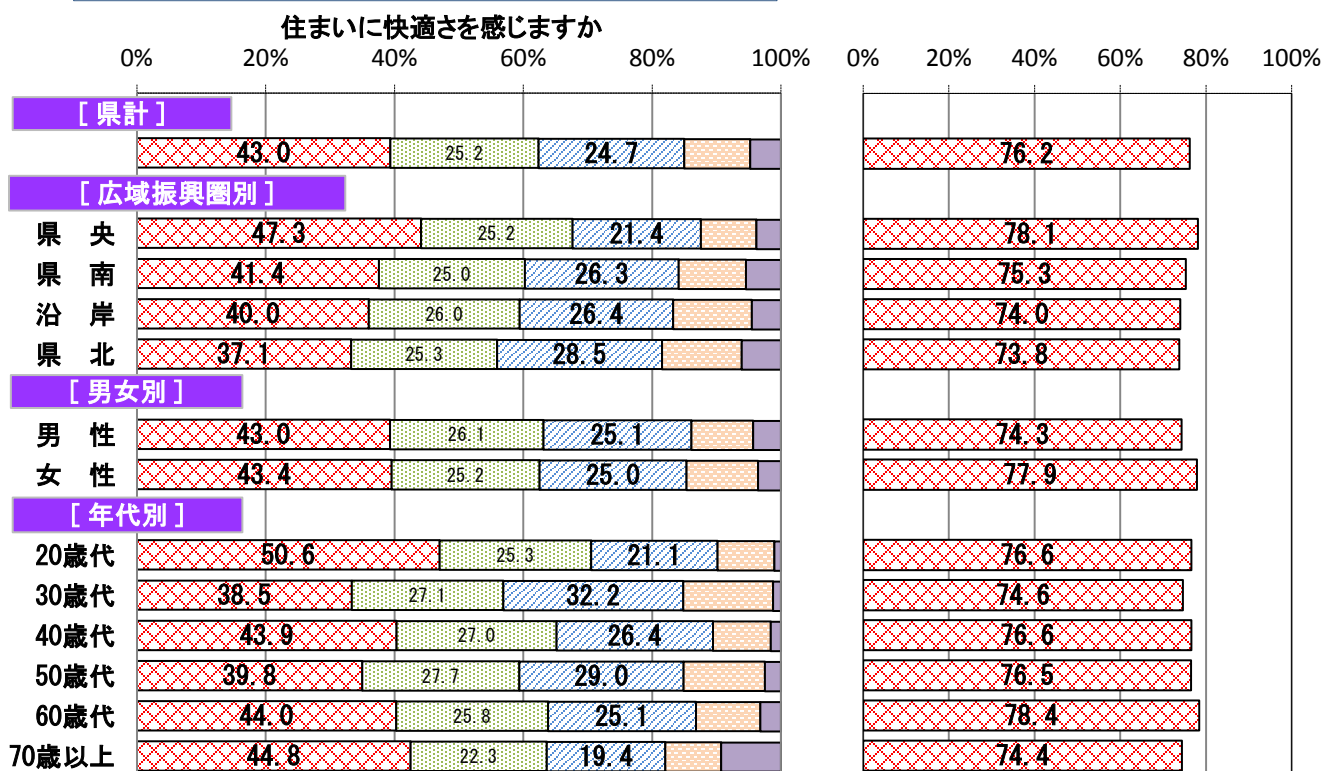 住まいに快適さを感じますか
0% 20% 40% 60% 80% 100% 0% 20% 40% 60% 80% 100%
[ 県計 ]
43.0 25.2 24.7 76.2
[ 広域振興圏別 ]
県 央 47.3 25.2 21.4 78.1
県 南 41.4 25.0 26.3 75.3
沿 岸 40.0 26.0 26.4 74.0
県 北 37.1 25.3 28.5 73.8
[ 男女別 ]
男 性 43.0 26.1 25.1 74.3
女 性 43.4 25.2 25.0 77.9
[ 年代別 ]
20歳代 50.6 25.3 21.1 76.6
30歳代 38.5 27.1 32.2 74.6
40歳代 43.9 27.0 26.4 76.6
50歳代 39.8 27.7 29.0 76.5
60歳代 44.0 25.8 25.1 78.4
70歳以上 44.8 22.3 19.4 74.4